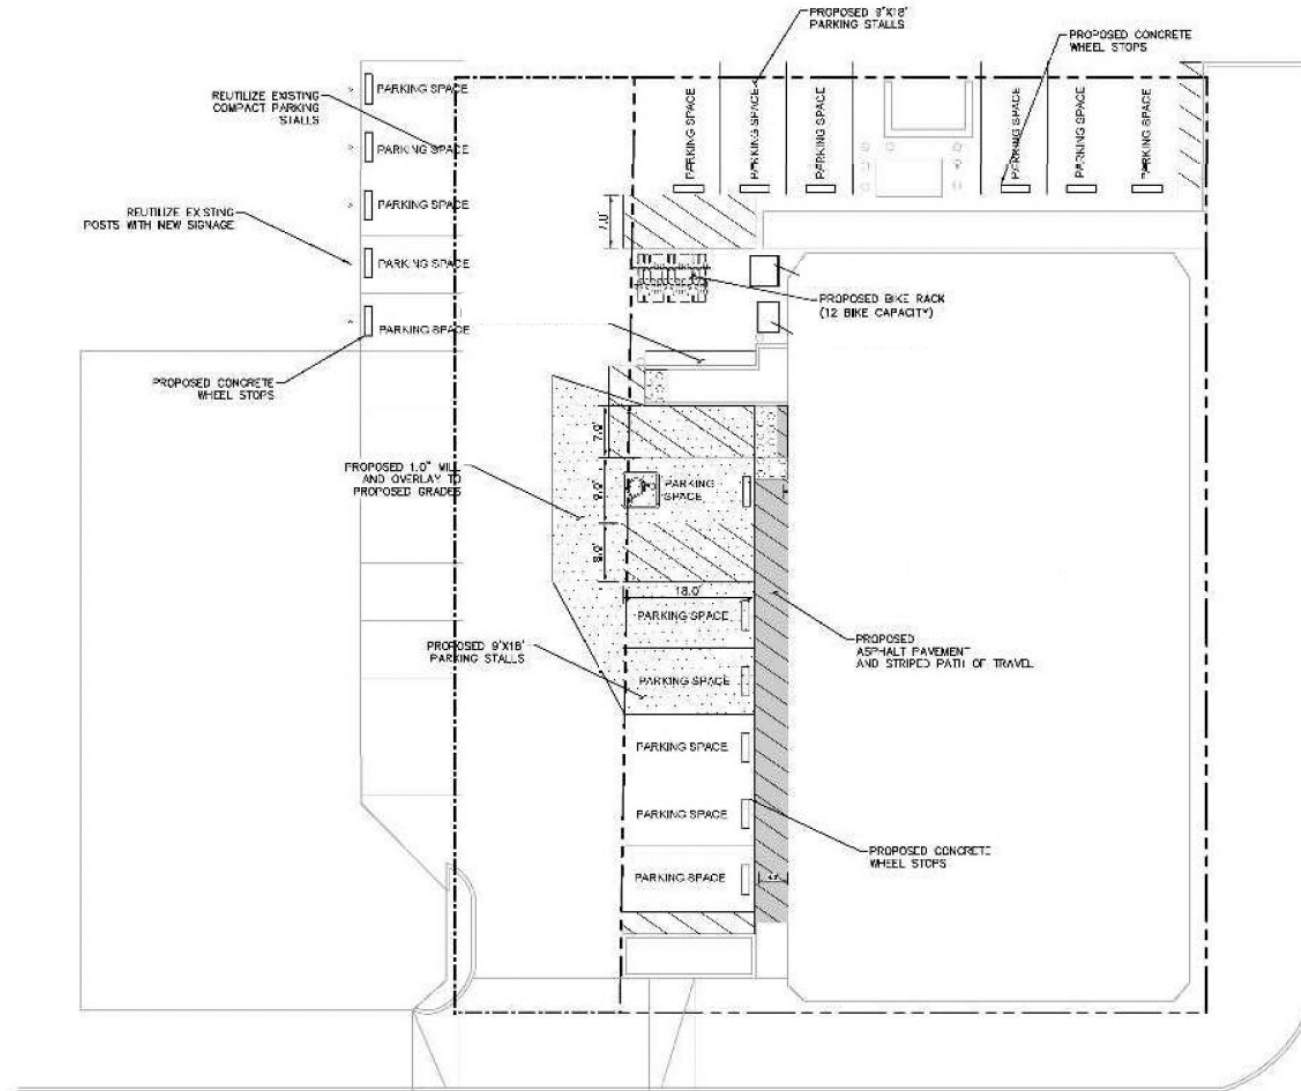 PROPOSED 9'X18'
PARKING STALLS
PROPOSED CONCRETE
WHEEL STOPS
REUTILIZE EXISTING
COMPACT PARKING
STALLS
PARKING SPACE
PARKING SPACE
PARKING SPACE
PARKING SPACE
PARKING SPACE
PARKING SPACE
PARKING SPACE
PARKING SPACE
PARKING SPACE
PARKING SPACE
PARKING SPACE
REUTILIZE EXISTING
POSTS WITH NEW SIGNAGE
7.0'
PROPOSED BIKE RACK
(12 BIKE CAPACITY)
PROPOSED CONCRETE
WHEEL STOPS
7.0'
PROPOSED 1.0" MILL
AND OVERLAY TO
PROPOSED GRADES
9.0'
PARKING
SPACE
8.0'
18.0'
PARKING SPACE
PROPOSED 9'X18'
PARKING STALLS
PROPOSED
ASPHALT PAVEMENT
AND STRIPED PATH OF TRAVEL
PARKING SPACE
PARKING SPACE
PARKING SPACE
PROPOSED CONCRETE
WHEEL STOPS
PARKING SPACE